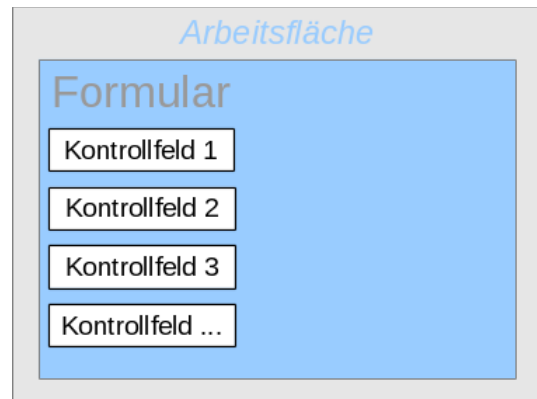 Arbeitsfläche
Formular
Kontrollfeld 1
Kontrollfeld 2
Kontrollfeld 3
Kontrollfeld ...